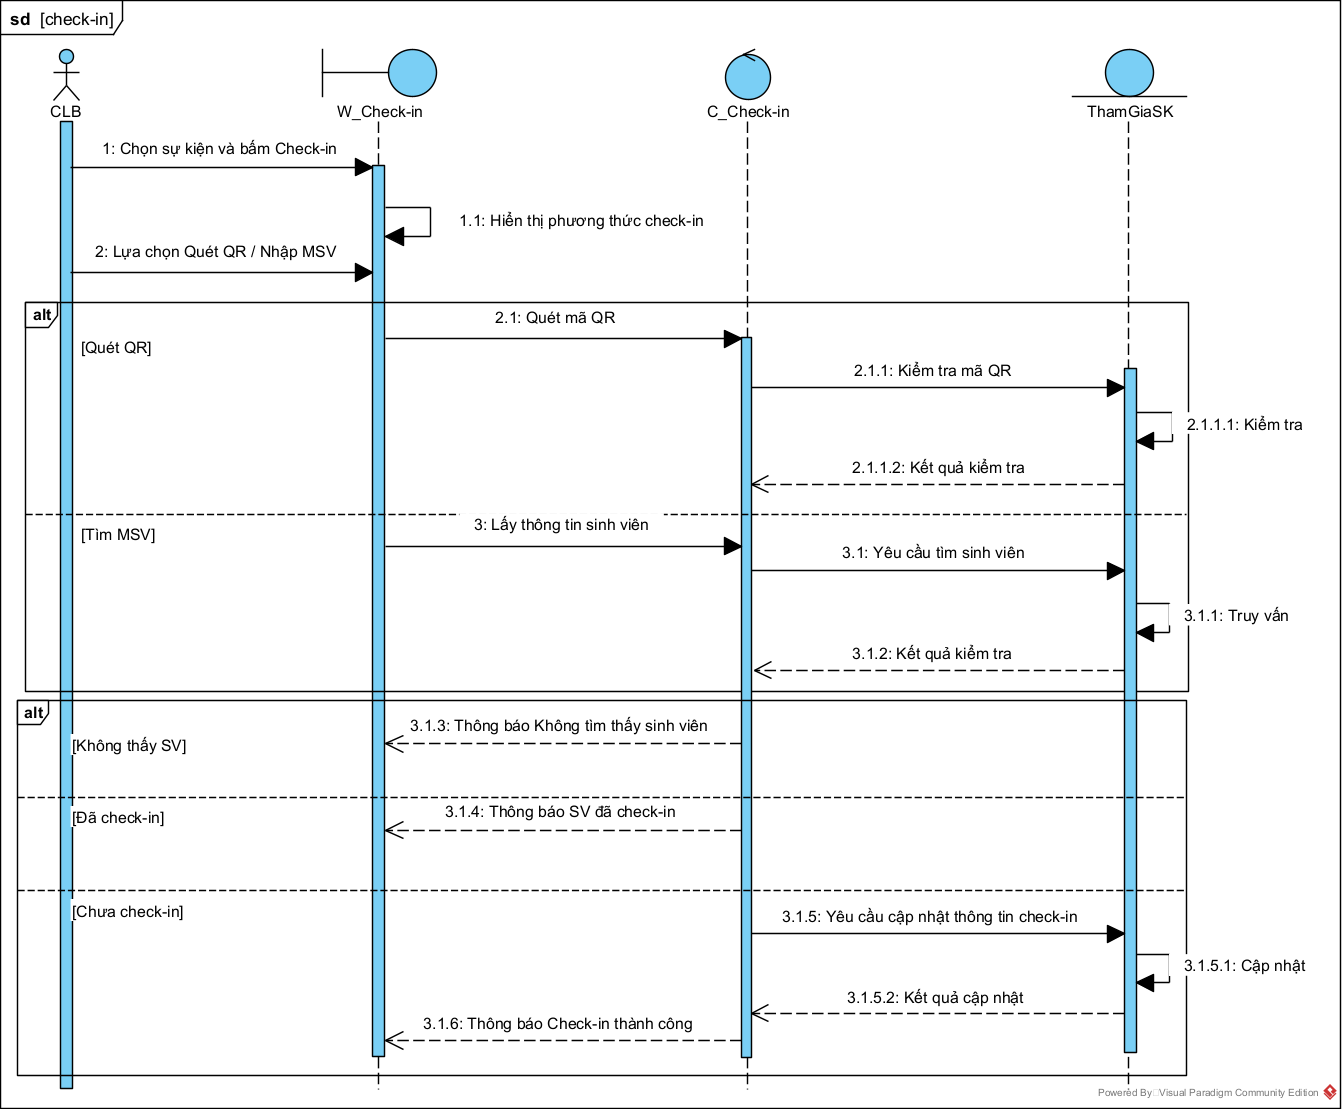 sd [check-in]
CLB
W_Check-in
C_Check-in
ThamGiaSK
1: Chọn sự kiện và bấm Check-in
1.1: Hiển thị phương thức check-in
2: Lựa chọn Quét QR / Nhập MSV
alt
2.1: Quét mã QR
[Quét QR]
2.1.1: Kiểm tra mã QR
2.1.1.1: Kiểm tra
2.1.1.2: Kết quả kiểm tra
3: Lấy thông tin sinh viên
[Tìm MSV]
3.1: Yêu cầu tìm sinh viên
3.1.1: Truy vấn
3.1.2: Kết quả kiểm tra
alt
3.1.3: Thông báo Không tìm thấy sinh viên
[Không thấy SV]
3.1.4: Thông báo SV đã check-in
[Đã check-in]
[Chưa check-in]
3.1.5: Yêu cầu cập nhật thông tin check-in
3.1.5.1: Cập nhật
3.1.5.2: Kết quả cập nhật
3.1.6: Thông báo Check-in thành công
Powered By Visual Paradigm Community Edition